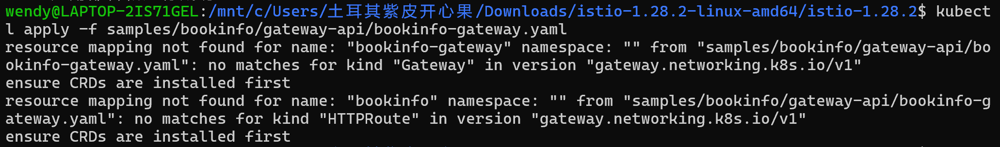 wendy@LAPTOP-2IS71GEL:/mnt/c/Users/土耳其紫皮开心果/Downloads/istio-1.28.2-linux-amd64/istio-1.28.2$ kubect
l apply -f samples/bookinfo/gateway-api/bookinfo-gateway.yaml
resource mapping not found for name: "bookinfo-gateway" namespace: "" from "samples/bookinfo/gateway-api/bo
okinfo-gateway.yaml": no matches for kind "Gateway" in version "gateway.networking.k8s.io/v1"
ensure CRDs are installed first
resource mapping not found for name: "bookinfo" namespace: "" from "samples/bookinfo/gateway-api/bookinfo-g
ateway.yaml": no matches for kind "HTTPRoute" in version "gateway.networking.k8s.io/v1"
ensure CRDs are installed first